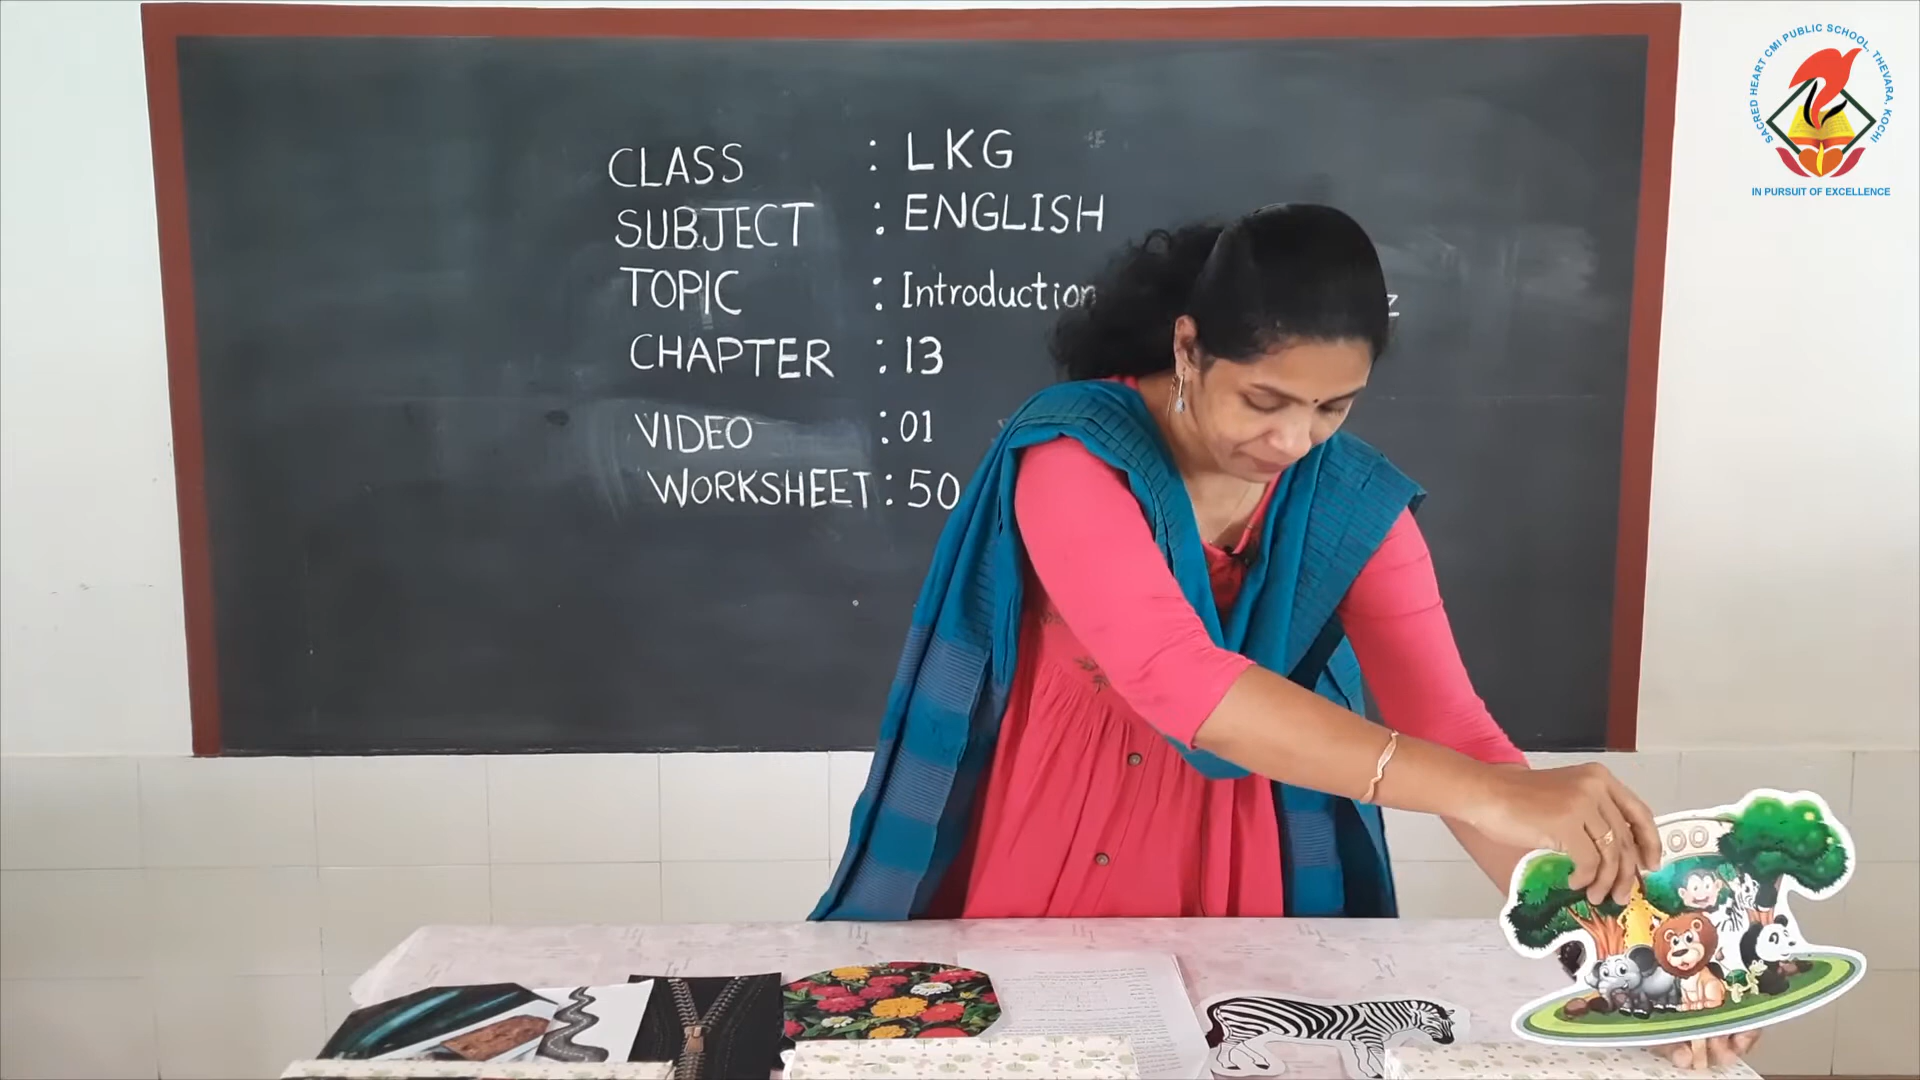 CLASS : LKG
SUBJECT : ENGLISH
TOPIC : Introduction z
CHAPTER : 13
VIDEO : 01
WORKSHEET : 50
SACRED HEART CMI PUBLIC SCHOOL, THEVARA, KOCHI
IN PURSUIT OF EXCELLENCE
OO